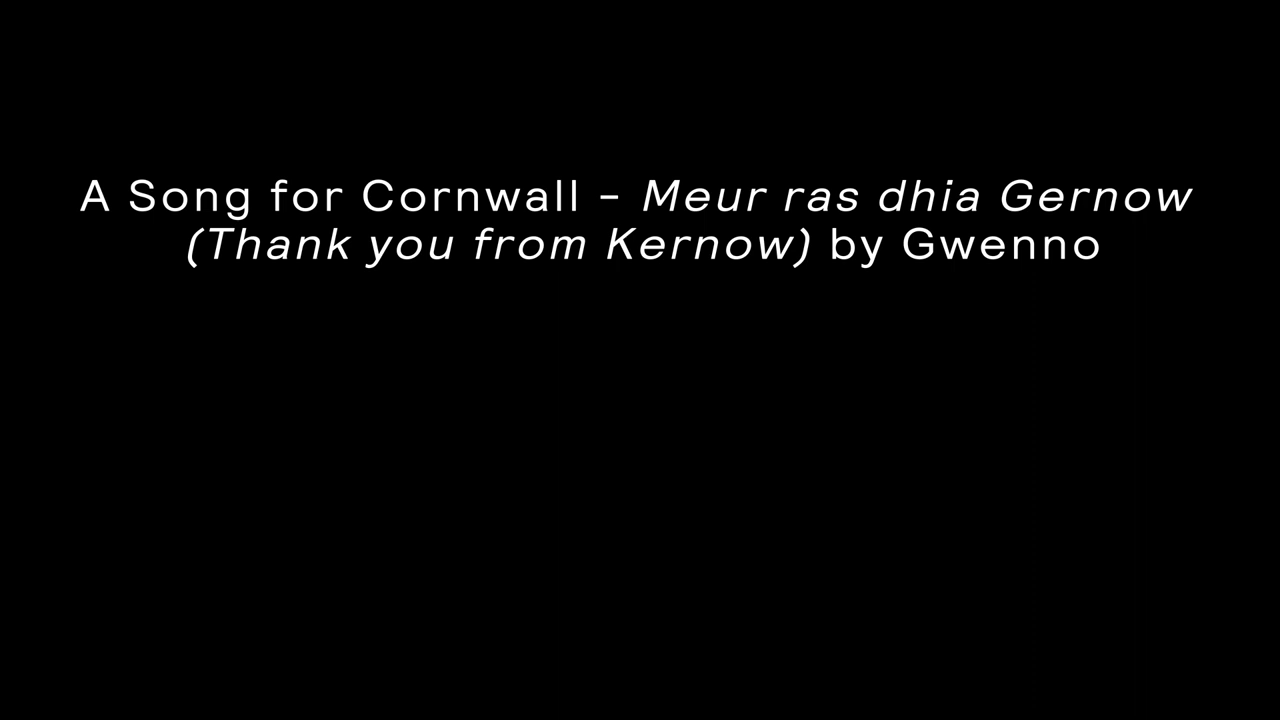 A Song for Cornwall – Meur ras dhia Gernow
(Thank you from Kernow) by Gwenno